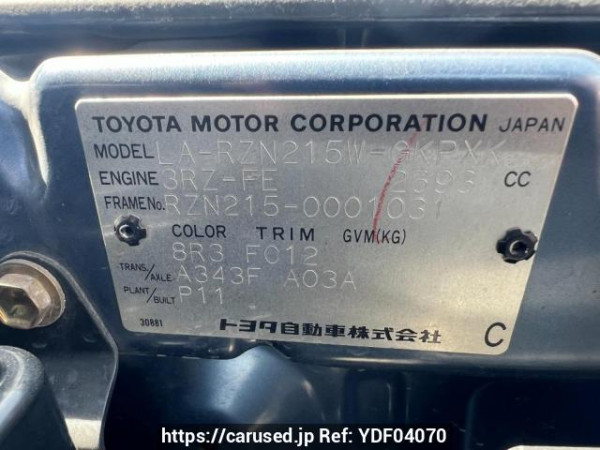 TOYOTA MOTOR CORPORATION JAPAN
MODEL LA-RZN215W-GKPXK
ENGINE 3RZ-FE 2693 CC
FRAME No. RZN215-0001031
COLOR TRIM GVM(KG)
8R3 FC12
TRANS/AXLE A343F A03A
PLANT/BUILT P11
30881 トヨタ自動車株式会社 C
https://carused.jp Ref: YDF04070